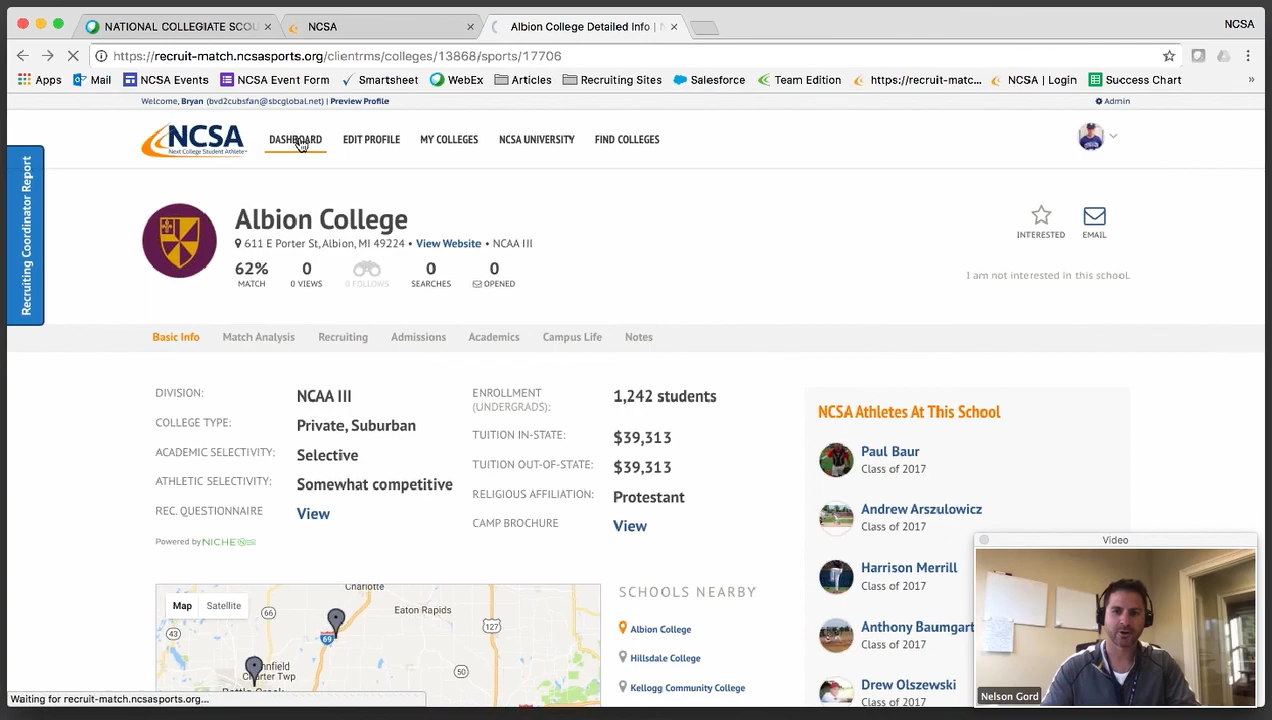 NATIONAL COLLEGIATE SCOU
NCSA
Albion College Detailed Info | N
NCSA
https://recruit-match.ncsasports.org/clientrms/colleges/13868/sports/17706
Apps Mail NCSA Events NCSA Event Form Smartsheet WebEx Articles Recruiting Sites Salesforce Team Edition https://recruit-matc... NCSA | Login Success Chart »
Welcome, Bryan (bvd2cubsfan@sbcglobal.net) | Preview Profile
Admin
NCSA
Next College Student Athlete
DASHBOARD EDIT PROFILE MY COLLEGES NCSA UNIVERSITY FIND COLLEGES
Recruiting Coordinator Report
Albion College
611 E Porter St, Albion, MI 49224 • View Website • NCAA III
62% 0 0 0
MATCH 0 VIEWS 0 FOLLOWS SEARCHES OPENED
INTERESTED EMAIL
I am not interested in this school.
Basic Info Match Analysis Recruiting Admissions Academics Campus Life Notes
DIVISION: NCAA III
COLLEGE TYPE: Private, Suburban
ACADEMIC SELECTIVITY: Selective
ATHLETIC SELECTIVITY: Somewhat competitive
REC. QUESTIONNAIRE View
Powered by NICHE
ENROLLMENT (UNDERGRADS): 1,242 students
TUITION IN-STATE: $39,313
TUITION OUT-OF-STATE: $39,313
RELIGIOUS AFFILIATION: Protestant
CAMP BROCHURE View
NCSA Athletes At This School
Paul Baur
Class of 2017
Andrew Arszulowicz
Class of 2017
Harrison Merrill
Class of 2017
Anthony Baumgart
Class of 2017
Drew Olszewski
Class of 2017
Map Satellite
Charlotte
Eaton Rapids
66
43
69
127
50
SCHOOLS NEARBY
Albion College
Hillsdale College
Kellogg Community College
Video
Nelson Gord
Waiting for recruit-match.ncsasports.org...